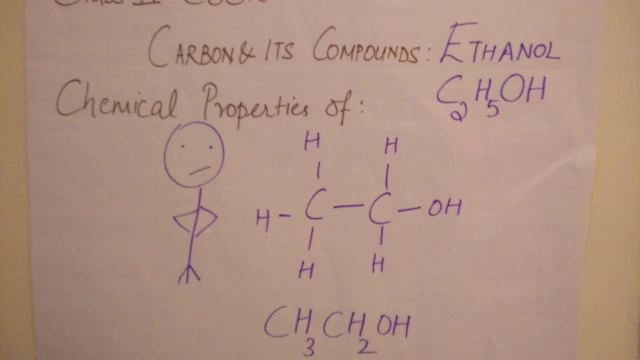 CARBON & ITS COMPOUNDS: ETHANOL
Chemical Properties of: C2H5OH
H H
H - C - C - OH
H H
CH3CH2OH